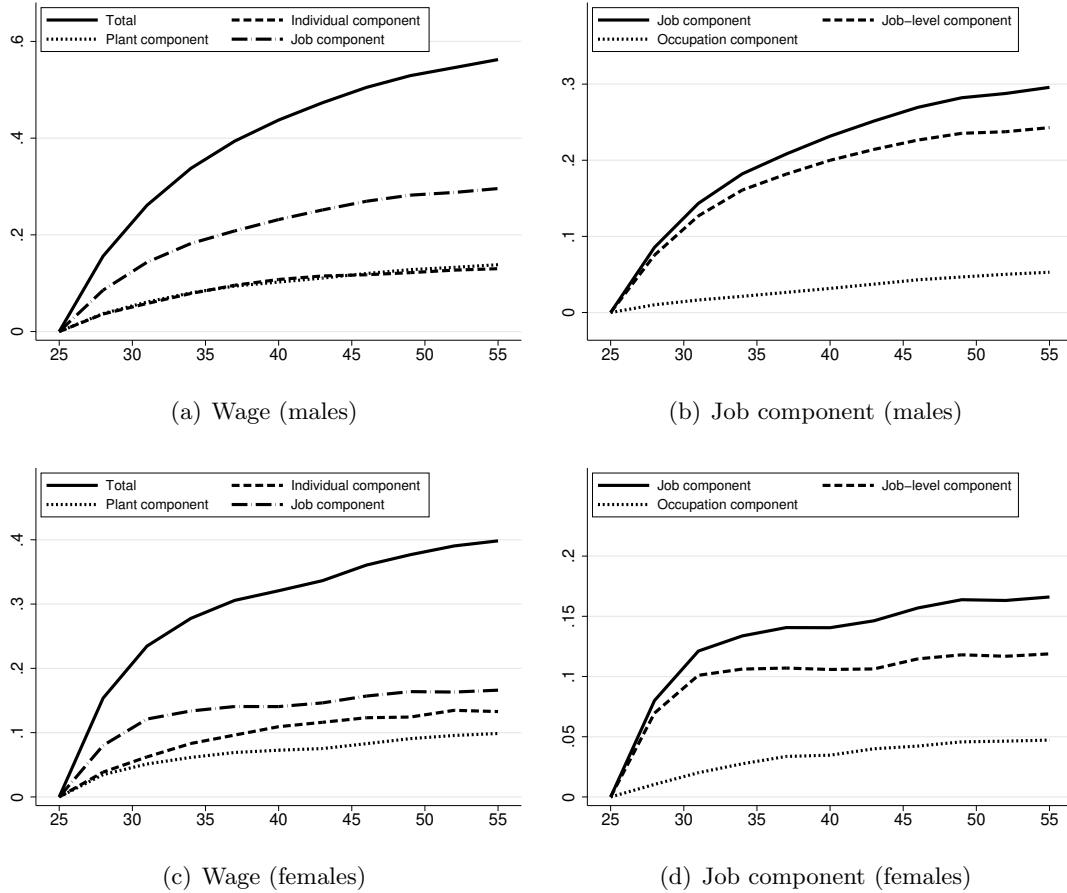 Total Individual component
Plant component Job component
.6
.4
.2
0
25 30 35 40 45 50 55
(a) Wage (males)
Job component Job−level component
Occupation component
.3
.2
.1
0
25 30 35 40 45 50 55
(b) Job component (males)
Total Individual component
Plant component Job component
.4
.3
.2
.1
0
25 30 35 40 45 50 55
(c) Wage (females)
Job component Job−level component
Occupation component
.2
.15
.1
.05
0
25 30 35 40 45 50 55
(d) Job component (females)